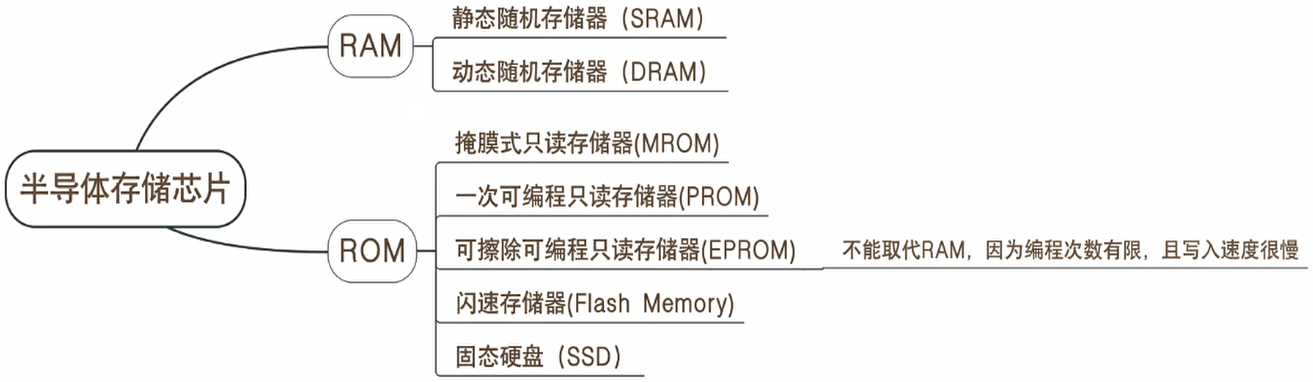 半导体存储芯片
RAM
静态随机存储器（SRAM）
动态随机存储器（DRAM）
ROM
掩膜式只读存储器(MROM)
一次可编程只读存储器(PROM)
可擦除可编程只读存储器(EPROM)
不能取代RAM，因为编程次数有限，且写入速度很慢
闪速存储器(Flash Memory)
固态硬盘（SSD）